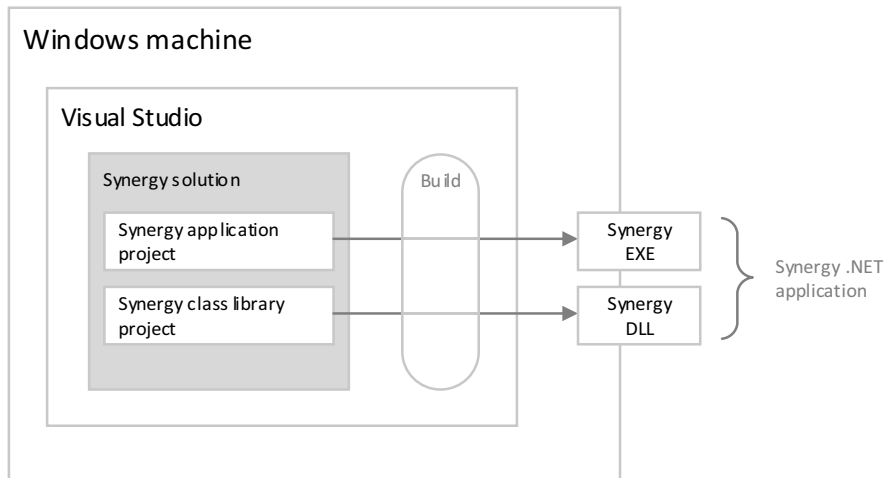 Windows machine
Visual Studio
Synergy solution
Build
Synergy application
project
Synergy
EXE
Synergy class library
project
Synergy
DLL
Synergy .NET
application